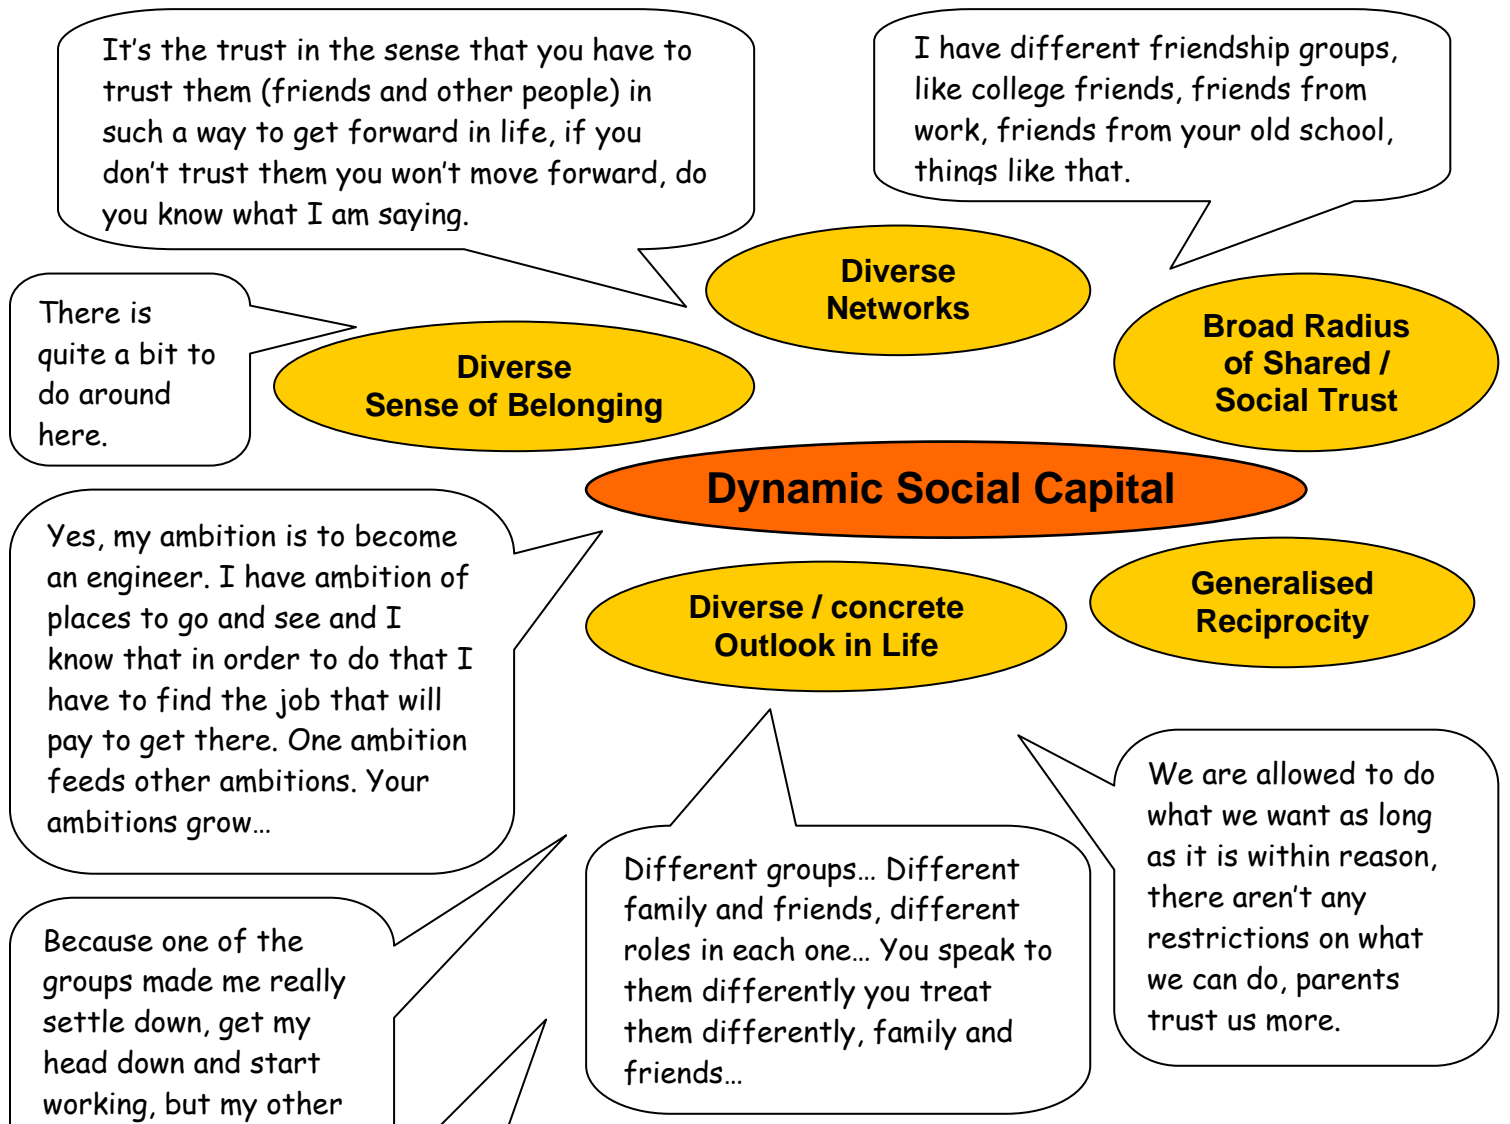 It's the trust in the sense that you have to
trust them (friends and other people) in
such a way to get forward in life, if you
don't trust them you won't move forward, do
you know what I am saying.
I have different friendship groups,
like college friends, friends from
work, friends from your old school,
things like that.
Diverse
Networks
There is
quite a bit to
do around
here.
Diverse
Sense of Belonging
Broad Radius
of Shared /
Social Trust
Dynamic Social Capital
Yes, my ambition is to become
an engineer. I have ambition of
places to go and see and I
know that in order to do that I
have to find the job that will
pay to get there. One ambition
feeds other ambitions. Your
ambitions grow…
Diverse / concrete
Outlook in Life
Generalised
Reciprocity
We are allowed to do
what we want as long
as it is within reason,
there aren't any
restrictions on what
we can do, parents
trust us more.
Different groups… Different
family and friends, different
roles in each one… You speak to
them differently you treat
them differently, family and
friends…
Because one of the
groups made me really
settle down, get my
head down and start
working, but my other